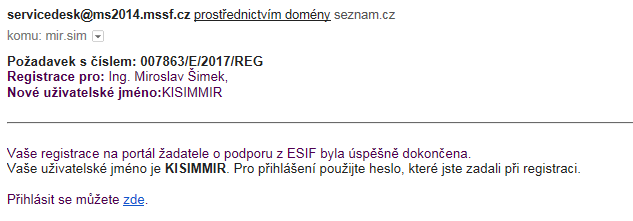 servicedesk@ms2014.mssf.cz prostřednictvím domény seznam.cz
komu: mir.sim
Požadavek s číslem: 007863/E/2017/REG
Registrace pro: Ing. Miroslav Šimek,
Nové uživatelské jméno:KISIMMIR
Vaše registrace na portál žadatele o podporu z ESIF byla úspěšně dokončena.
Vaše uživatelské jméno je KISIMMIR. Pro přihlášení použijte heslo, které jste zadali při registraci.
Přihlásit se můžete zde.